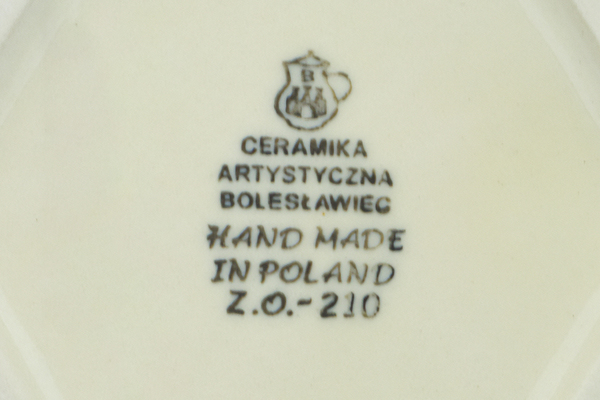 B
CERAMIKA
ARTYSTYCZNA
BOLESŁAWIEC
HAND MADE
IN POLAND
Z.O.-210